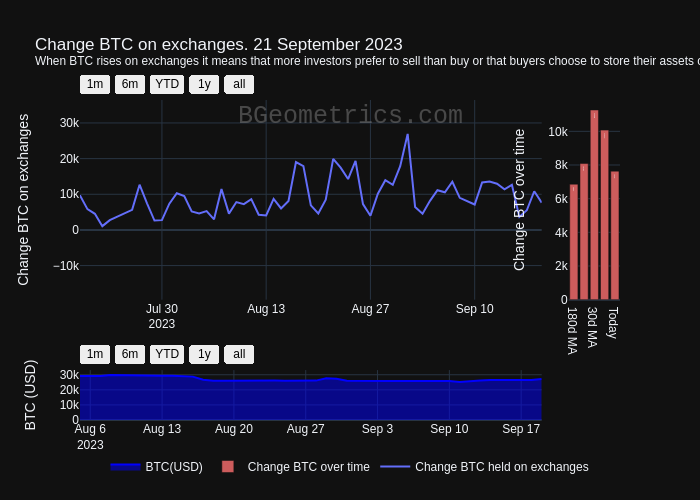 Change BTC on exchanges. 21 September 2023
When BTC rises on exchanges it means that more investors prefer to sell than buy or that buyers choose to store their assets
1m 6m YTD 1y all
BGeometrics.com
Change BTC on exchanges
30k
20k
10k
0
−10k
Jul 30 Aug 13 Aug 27 Sep 10
2023
Change BTC over time
10k
8k
6k
4k
2k
0
180d MA 30d MA Today
1m 6m YTD 1y all
BTC (USD)
30k
20k
10k
0
Aug 6 Aug 13 Aug 20 Aug 27 Sep 3 Sep 10 Sep 17
2023
BTC(USD) Change BTC over time Change BTC held on exchanges